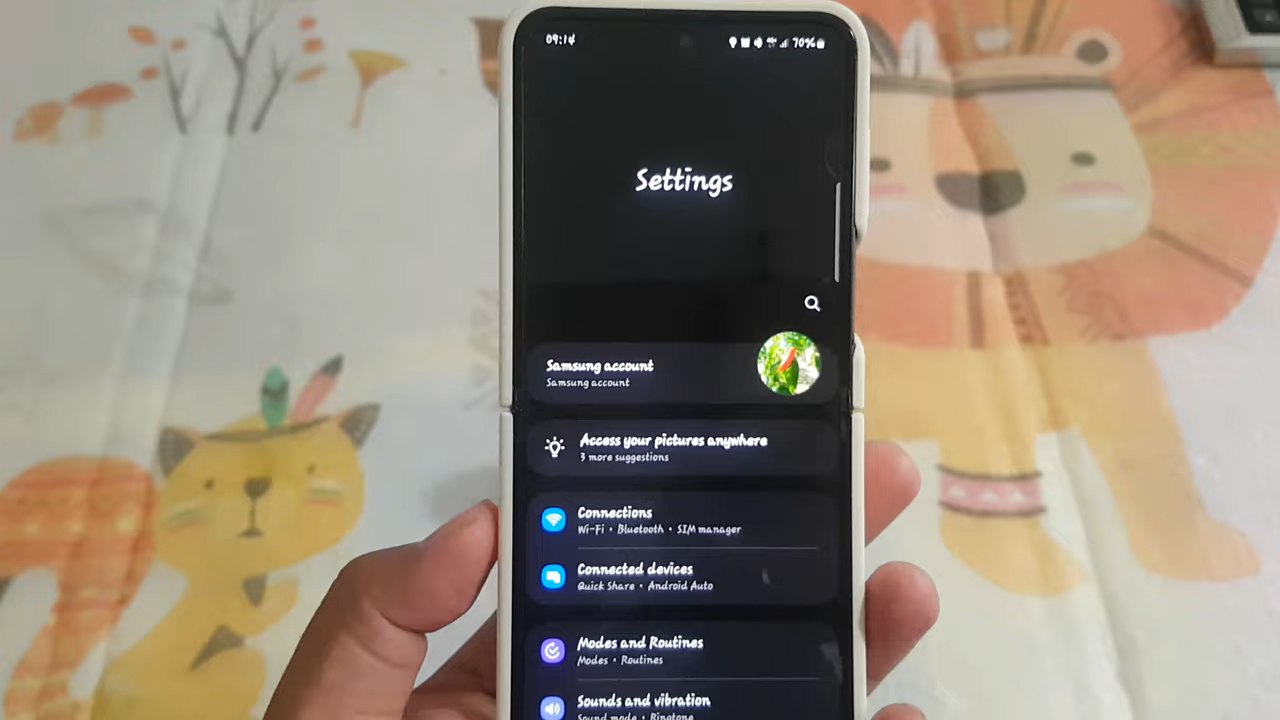 09:14 70%
Settings
Samsung account
Samsung account
Access your pictures anywhere
3 more suggestions
Connections
Wi-Fi • Bluetooth • SIM manager
Connected devices
Quick Share • Android Auto
Modes and Routines
Modes • Routines
Sounds and vibration
Sound mode • Ringtone